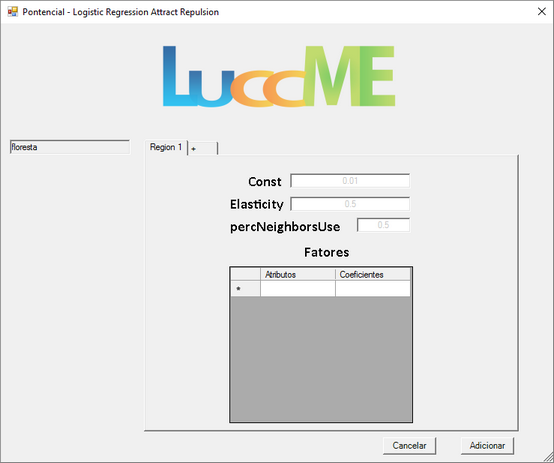 Pontencial - Logistic Regression Attract Repulsion
LuccME
floresta
Region 1
+
Const
0.01
Elasticity
0.5
percNeighborsUse
0.5
Fatores
Atributos
Coeficientes
Cancelar
Adicionar